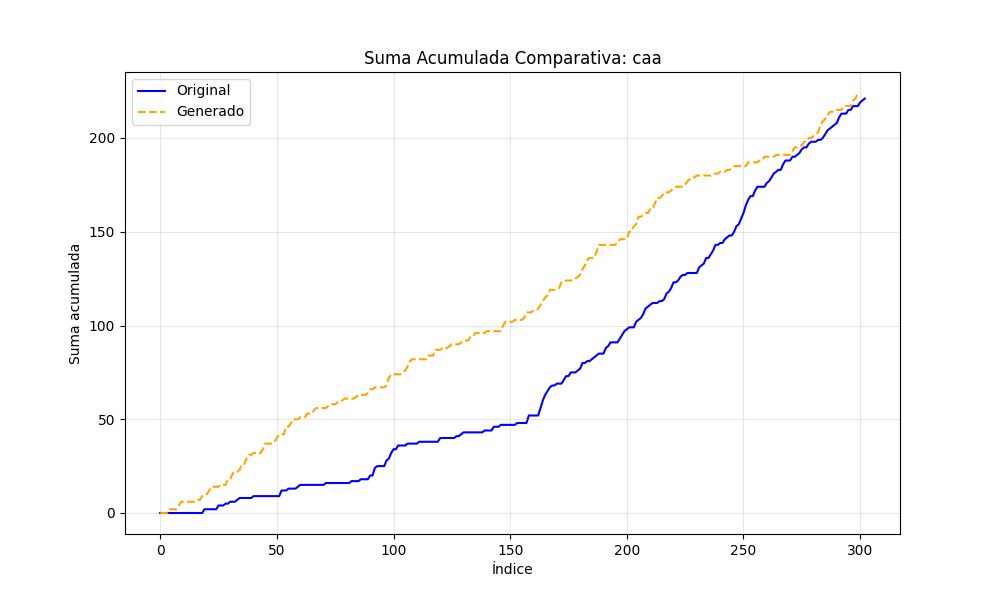 Suma Acumulada Comparativa: caa
Original
Generado
Suma acumulada
200
150
100
50
0
0 50 100 150 200 250 300
Índice